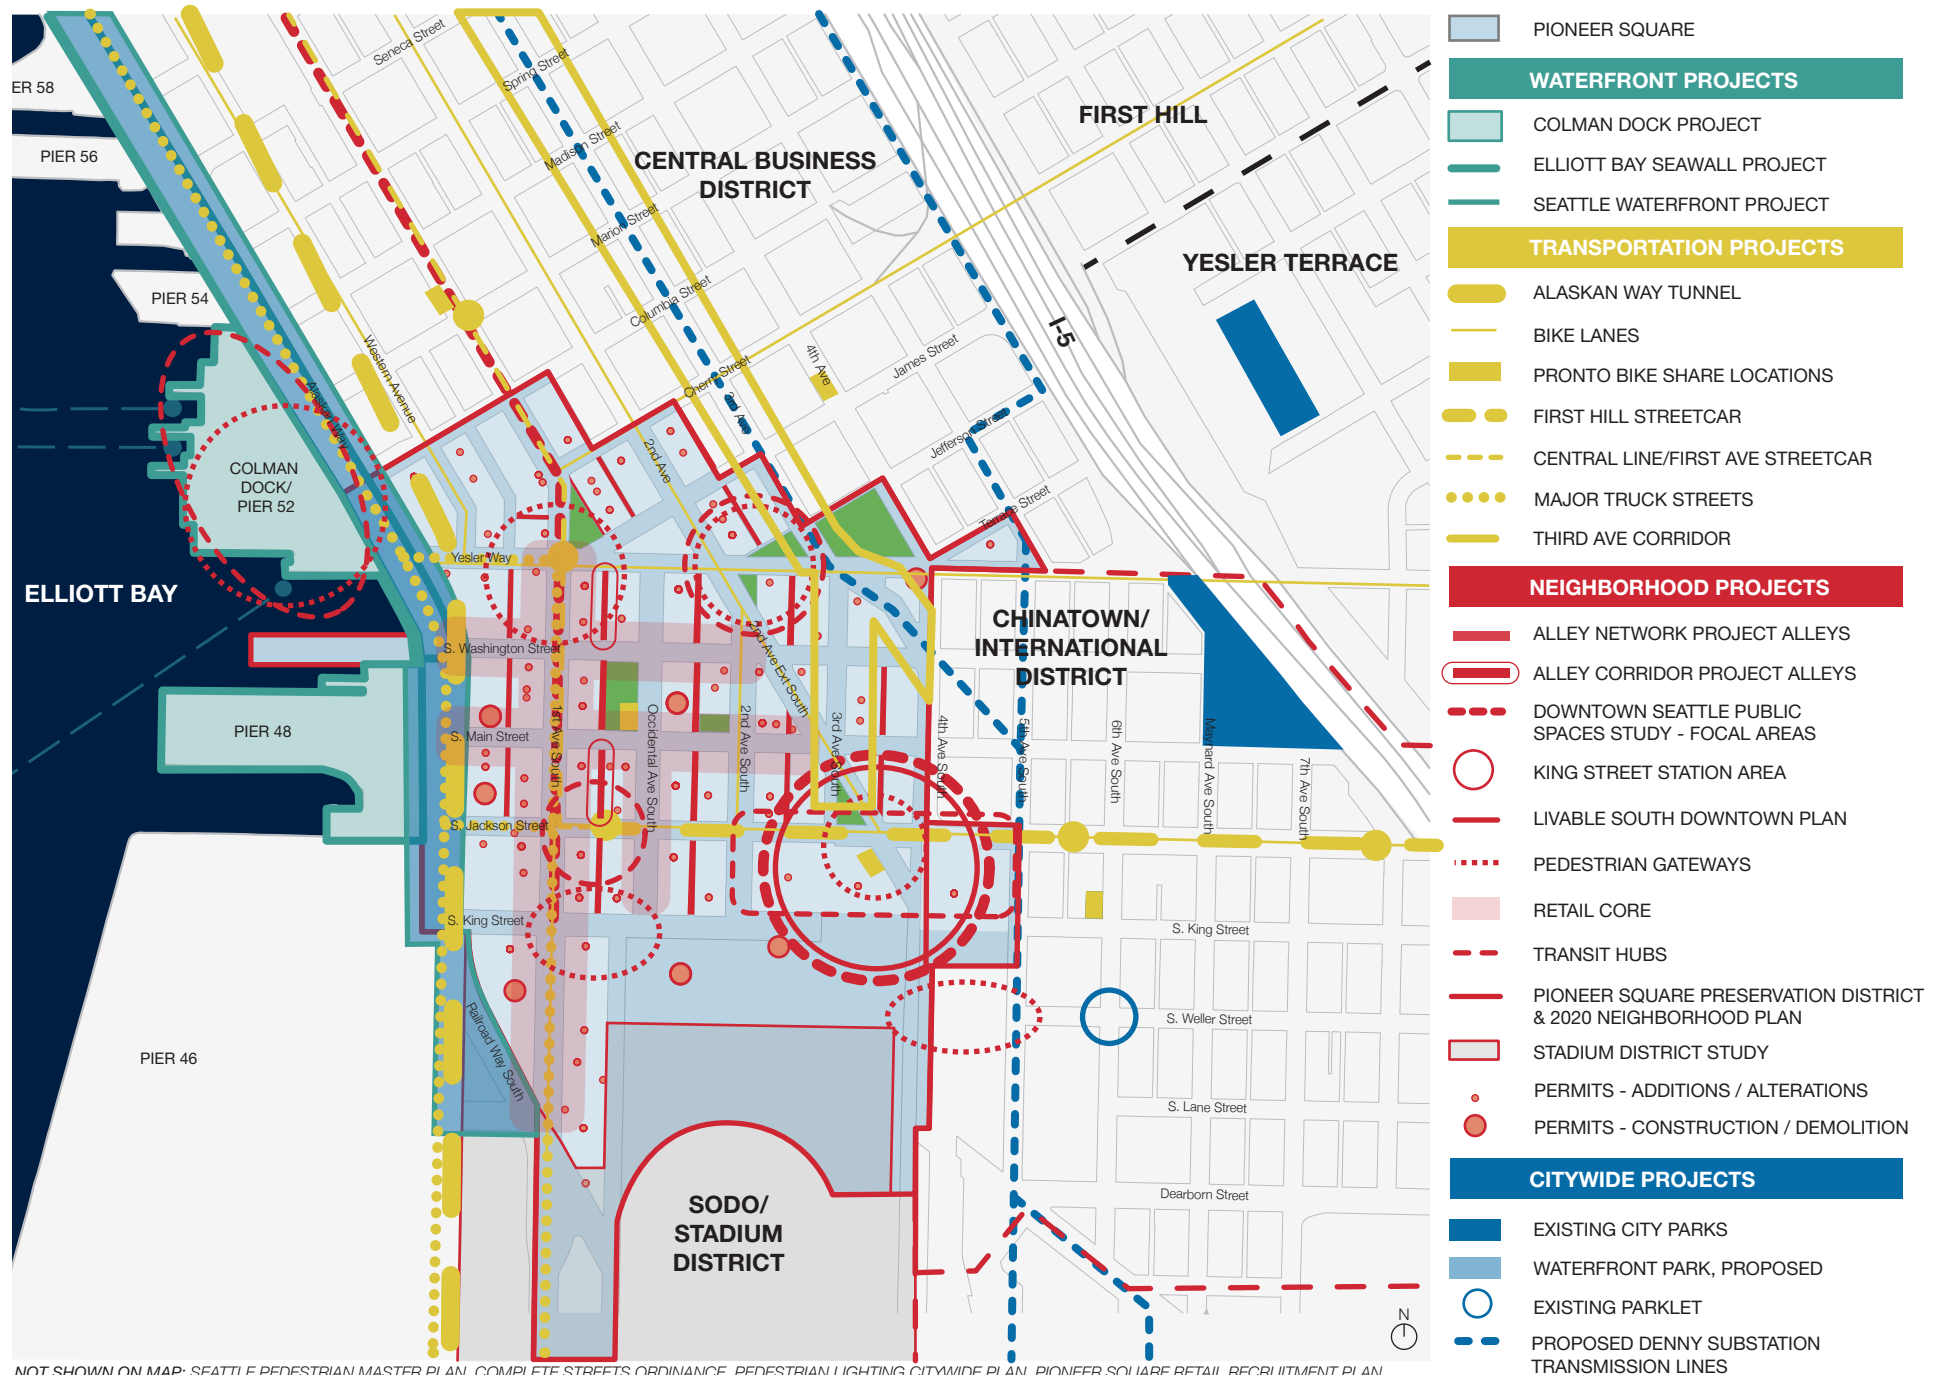 ER 58
PIER 56
PIER 54
COLMAN
DOCK/
PIER 52
ELLIOTT BAY
PIER 48
PIER 46
Seneca Street
Spring Street
Madison Street
Marion Street
Columbia Street
Cherry Street
James Street
Jefferson Street
Terrace Street
Western Avenue
Alaskan Way
2nd Ave
3rd Ave
4th Ave
I-5
FIRST HILL
CENTRAL BUSINESS
DISTRICT
YESLER TERRACE
CHINATOWN/
INTERNATIONAL
DISTRICT
SODO/
STADIUM
DISTRICT
Yesler Way
S. Washington Street
S. Main Street
S. Jackson Street
S. King Street
Railroad Way South
1st Ave South
Occidental Ave South
2nd Ave South
2nd Ave Ext South
3rd Ave South
4th Ave South
5th Ave South
6th Ave South
Maynard Ave South
7th Ave South
S. King Street
S. Weller Street
S. Lane Street
Dearborn Street
N
PIONEER SQUARE
WATERFRONT PROJECTS
COLMAN DOCK PROJECT
ELLIOTT BAY SEAWALL PROJECT
SEATTLE WATERFRONT PROJECT
TRANSPORTATION PROJECTS
ALASKAN WAY TUNNEL
BIKE LANES
PRONTO BIKE SHARE LOCATIONS
FIRST HILL STREETCAR
CENTRAL LINE/FIRST AVE STREETCAR
MAJOR TRUCK STREETS
THIRD AVE CORRIDOR
NEIGHBORHOOD PROJECTS
ALLEY NETWORK PROJECT ALLEYS
ALLEY CORRIDOR PROJECT ALLEYS
DOWNTOWN SEATTLE PUBLIC
SPACES STUDY - FOCAL AREAS
KING STREET STATION AREA
LIVABLE SOUTH DOWNTOWN PLAN
PEDESTRIAN GATEWAYS
RETAIL CORE
TRANSIT HUBS
PIONEER SQUARE PRESERVATION DISTRICT
& 2020 NEIGHBORHOOD PLAN
STADIUM DISTRICT STUDY
PERMITS - ADDITIONS / ALTERATIONS
PERMITS - CONSTRUCTION / DEMOLITION
CITYWIDE PROJECTS
EXISTING CITY PARKS
WATERFRONT PARK, PROPOSED
EXISTING PARKLET
PROPOSED DENNY SUBSTATION
TRANSMISSION LINES
NOT SHOWN ON MAP: SEATTLE PEDESTRIAN MASTER PLAN, COMPLETE STREETS ORDINANCE, PEDESTRIAN LIGHTING CITYWIDE PLAN, PIONEER SQUARE RETAIL RECRUITMENT PLAN